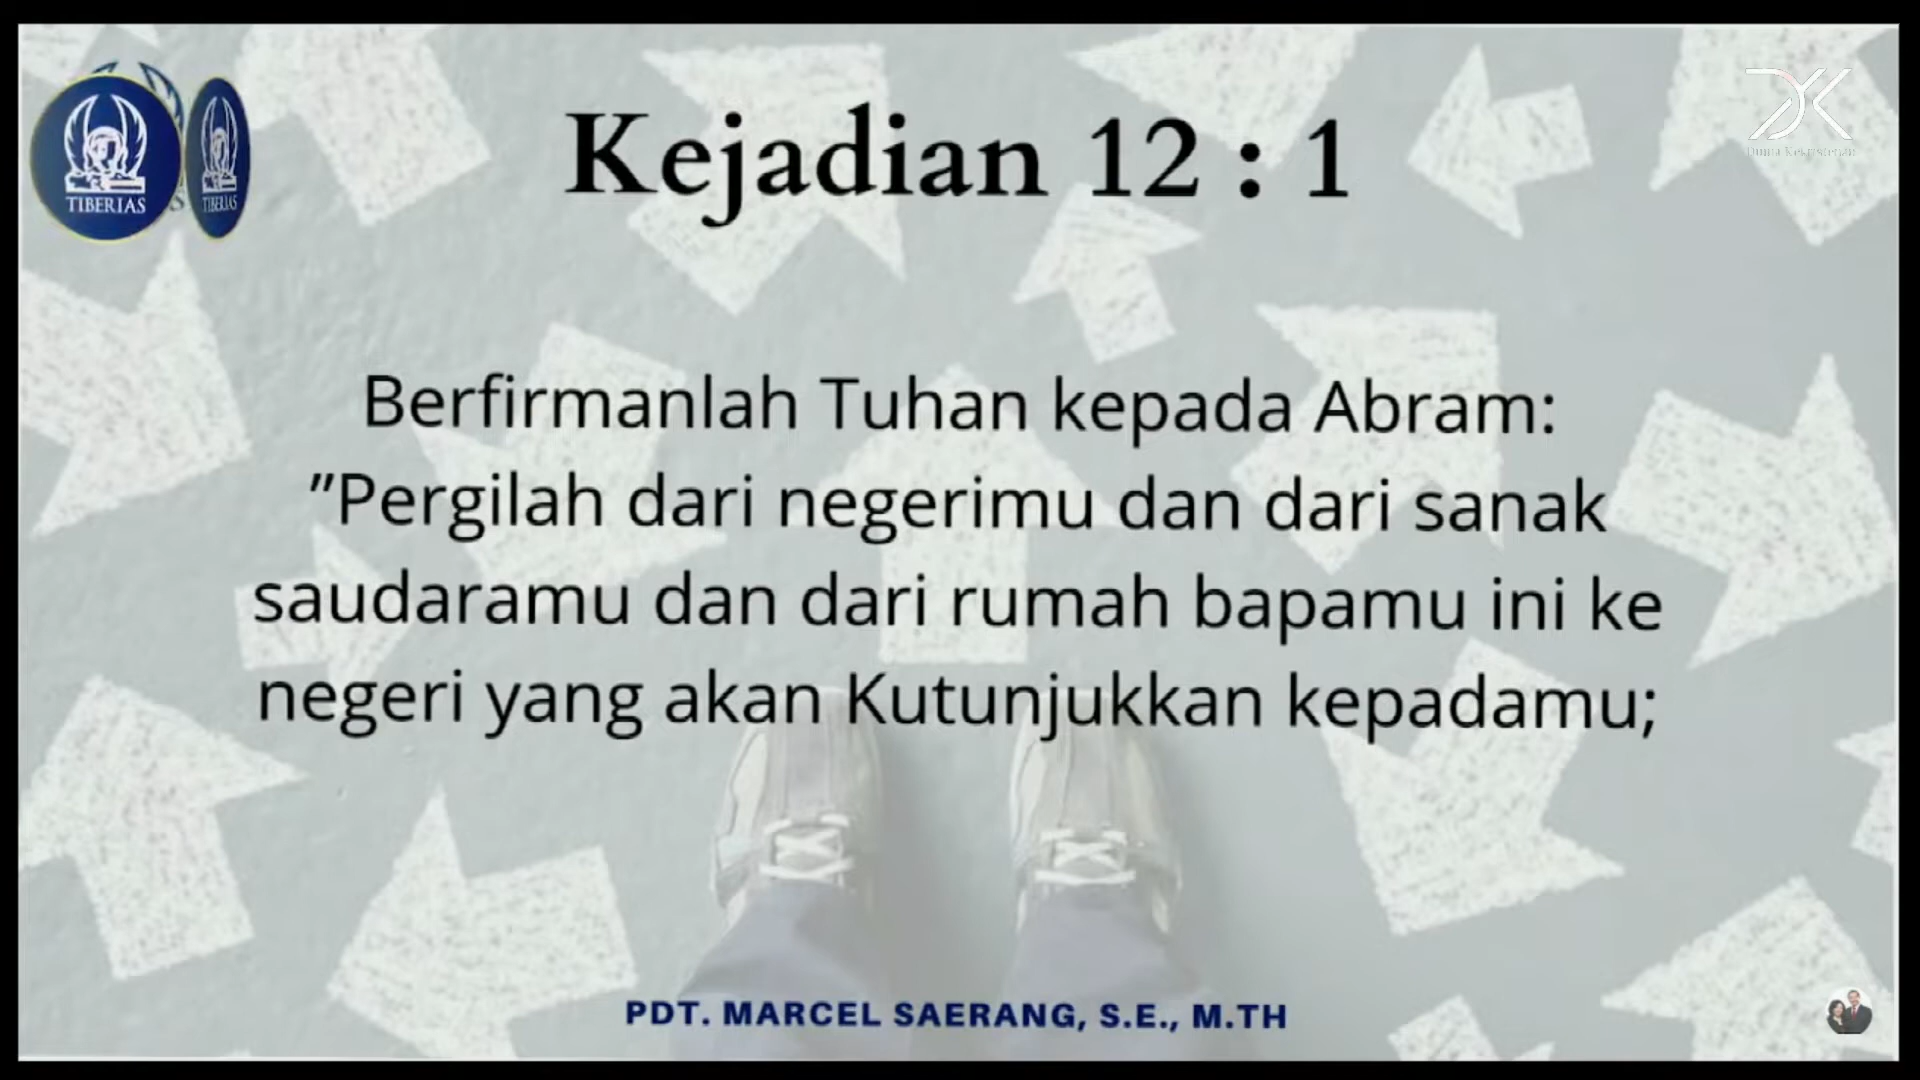 Kejadian 12 : 1
TIBERIAS
TIBERIAS
Berfirmanlah Tuhan kepada Abram:
"Pergilah dari negerimu dan dari sanak
saudaramu dan dari rumah bapamu ini ke
negeri yang akan Kutunjukkan kepadamu;
PDT. MARCEL SAERANG, S.E., M.TH